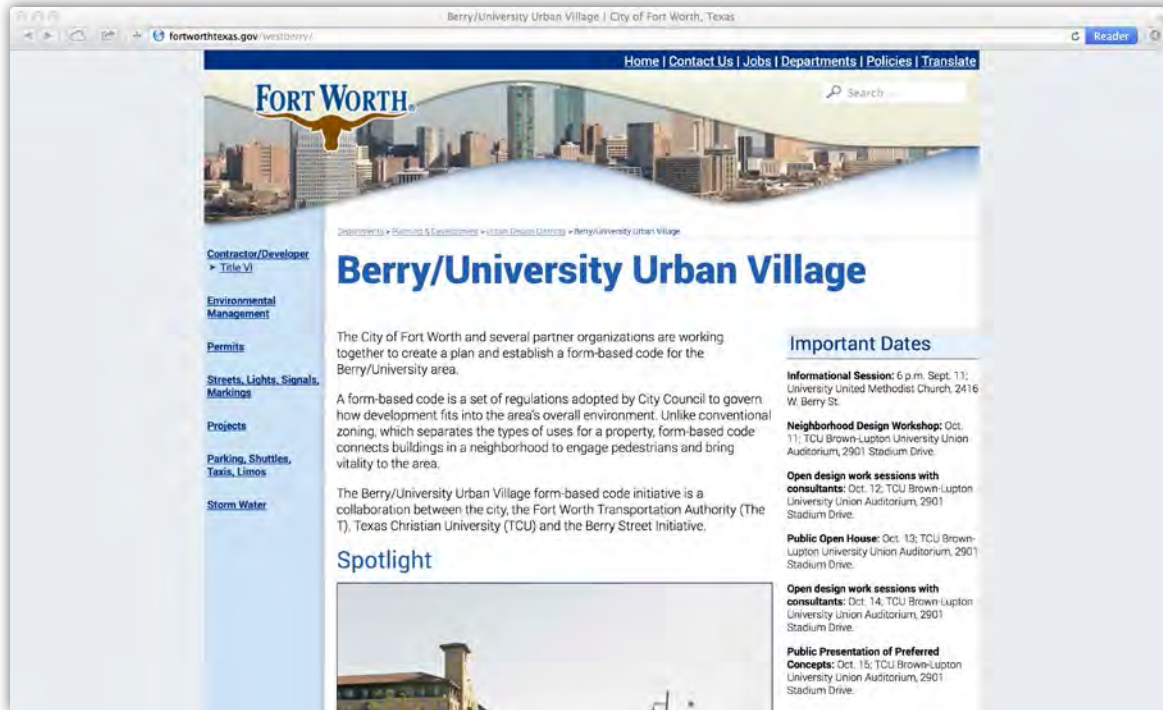 Berry/University Urban Village | City of Fort Worth, Texas
fortworthtexas.gov/westberry/
Reader
Home | Contact Us | Jobs | Departments | Policies | Translate
FORT WORTH®
Search ...
Departments » Planning & Development » Urban Design Districts » Berry/University Urban Village
Contractor/Developer
➤ Title VI
Environmental
Management
Permits
Streets, Lights, Signals,
Markings
Projects
Parking, Shuttles,
Taxis, Limos
Storm Water
Berry/University Urban Village
The City of Fort Worth and several partner organizations are working
together to create a plan and establish a form-based code for the
Berry/University area.
A form-based code is a set of regulations adopted by City Council to govern
how development fits into the area's overall environment. Unlike conventional
zoning, which separates the types of uses for a property, form-based code
connects buildings in a neighborhood to engage pedestrians and bring
vitality to the area.
The Berry/University Urban Village form-based code initiative is a
collaboration between the city, the Fort Worth Transportation Authority (The
T), Texas Christian University (TCU) and the Berry Street Initiative.
Spotlight
Important Dates
Informational Session: 6 p.m. Sept. 11;
University United Methodist Church, 2416
W. Berry St.
Neighborhood Design Workshop: Oct.
11; TCU Brown-Lupton University Union
Auditorium, 2901 Stadium Drive.
Open design work sessions with
consultants: Oct. 12; TCU Brown-Lupton
University Union Auditorium, 2901
Stadium Drive.
Public Open House: Oct. 13; TCU Brown-
Lupton University Union Auditorium, 2901
Stadium Drive.
Open design work sessions with
consultants: Oct. 14; TCU Brown-Lupton
University Union Auditorium, 2901
Stadium Drive.
Public Presentation of Preferred
Concepts: Oct. 15; TCU Brown-Lupton
University Union Auditorium, 2901
Stadium Drive.